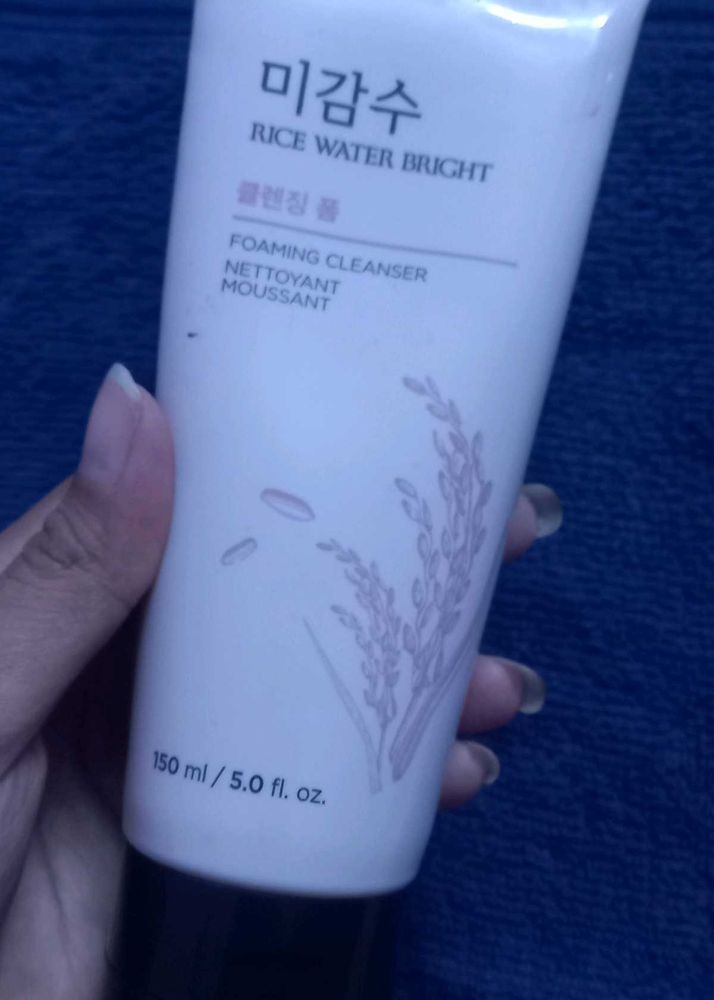 미감수
RICE WATER BRIGHT
클렌징 폼
FOAMING CLEANSER
NETTOYANT
MOUSSANT
150 ml / 5.0 fl. oz.